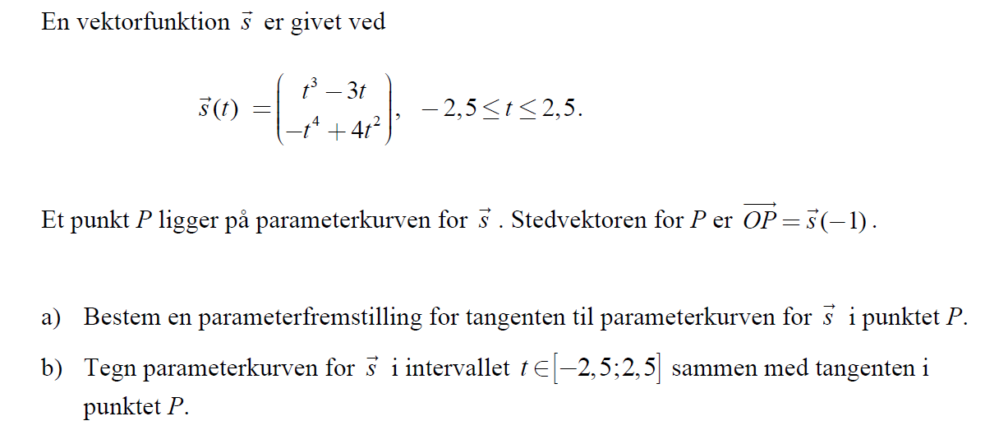 En vektorfunktion $\vec{s}$ er givet ved
$\vec{s}(t) = \begin{pmatrix} t^3 - 3t \\ -t^4 + 4t^2 \end{pmatrix}, \; -2,5 \le t \le 2,5.$
Et punkt P ligger på parameterkurven for $\vec{s}$ . Stedvektoren for P er $\overrightarrow{OP} = \vec{s}(-1)$ .
a) Bestem en parameterfremstilling for tangenten til parameterkurven for $\vec{s}$ i punktet P.
b) Tegn parameterkurven for $\vec{s}$ i intervallet $t \in [-2,5;2,5]$ sammen med tangenten i
punktet P.